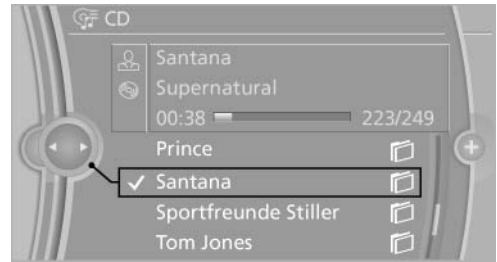 CD
Santana
Supernatural
00:38 223/249
Prince
Santana
Sportfreunde Stiller
Tom Jones